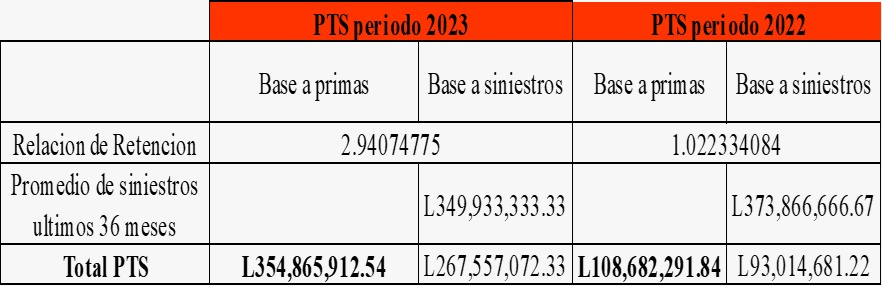 PTS periodo 2023 PTS periodo 2022
Base a primas Base a siniestros Base a primas Base a siniestros
Relacion de Retencion 2.94074775 1.022334084
Promedio de siniestros
ultimos 36 meses L349,933,333.33 L373,866,666.67
Total PTS L354,865,912.54 L267,557,072.33 L108,682,291.84 L93,014,681.22